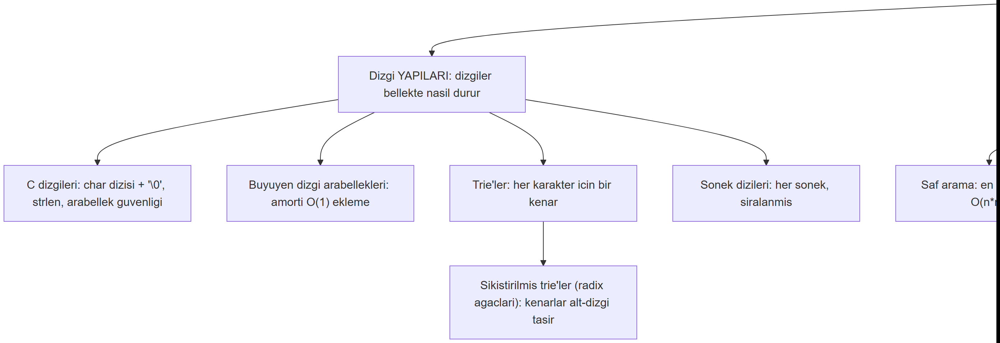 Dizgi YAPILARI: dizgiler
bellekte nasil durur
C dizgileri: char dizisi + '\0',
strlen, arabellek guvenligi
Buyuyen dizgi arabellekleri:
amorti O(1) ekleme
Trie'ler: her karakter icin bir
kenar
Sonek dizileri: her sonek,
siralanmis
Saf arama: en
Sikistirilmis trie'ler (radix
agaclari): kenarlar alt-dizgi
tasir